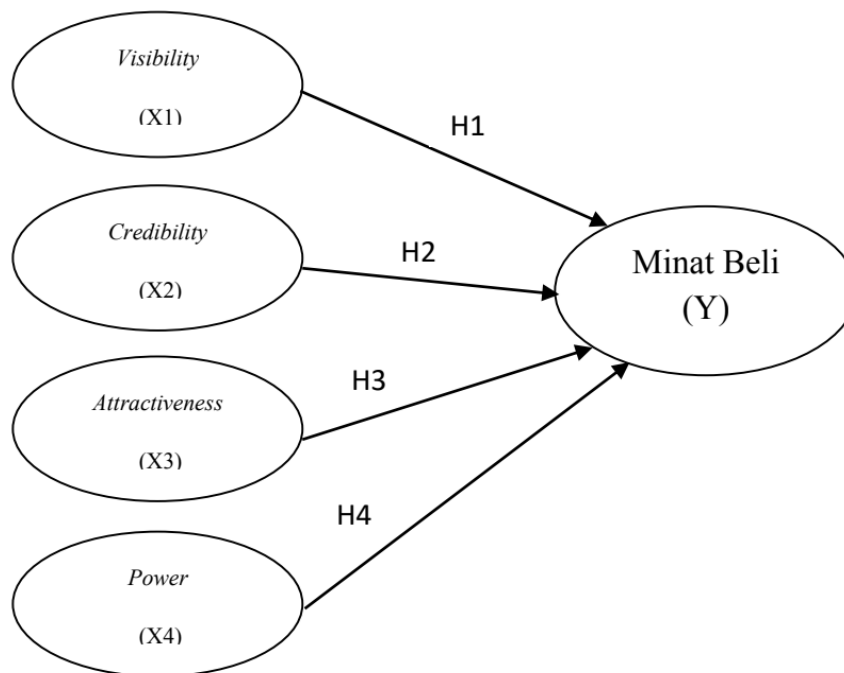 Visibility
(X1)
H1
Credibility
(X2)
H2
Minat Beli
(Y)
Attractiveness
(X3)
H3
Power
(X4)
H4